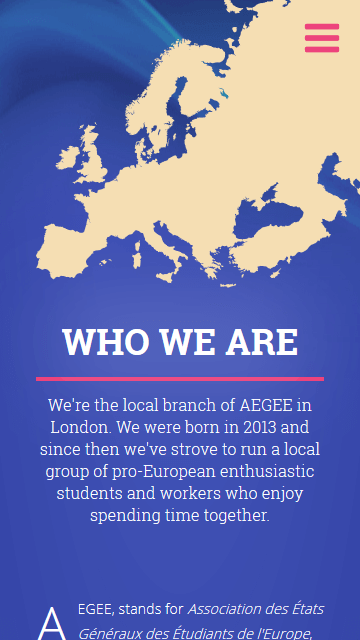 WHO WE ARE
We're the local branch of AEGEE in
London. We were born in 2013 and
since then we've strove to run a local
group of pro-European enthusiastic
students and workers who enjoy
spending time together.
AEGEE, stands for Association des États
Généraux des Étudiants de l'Europe,